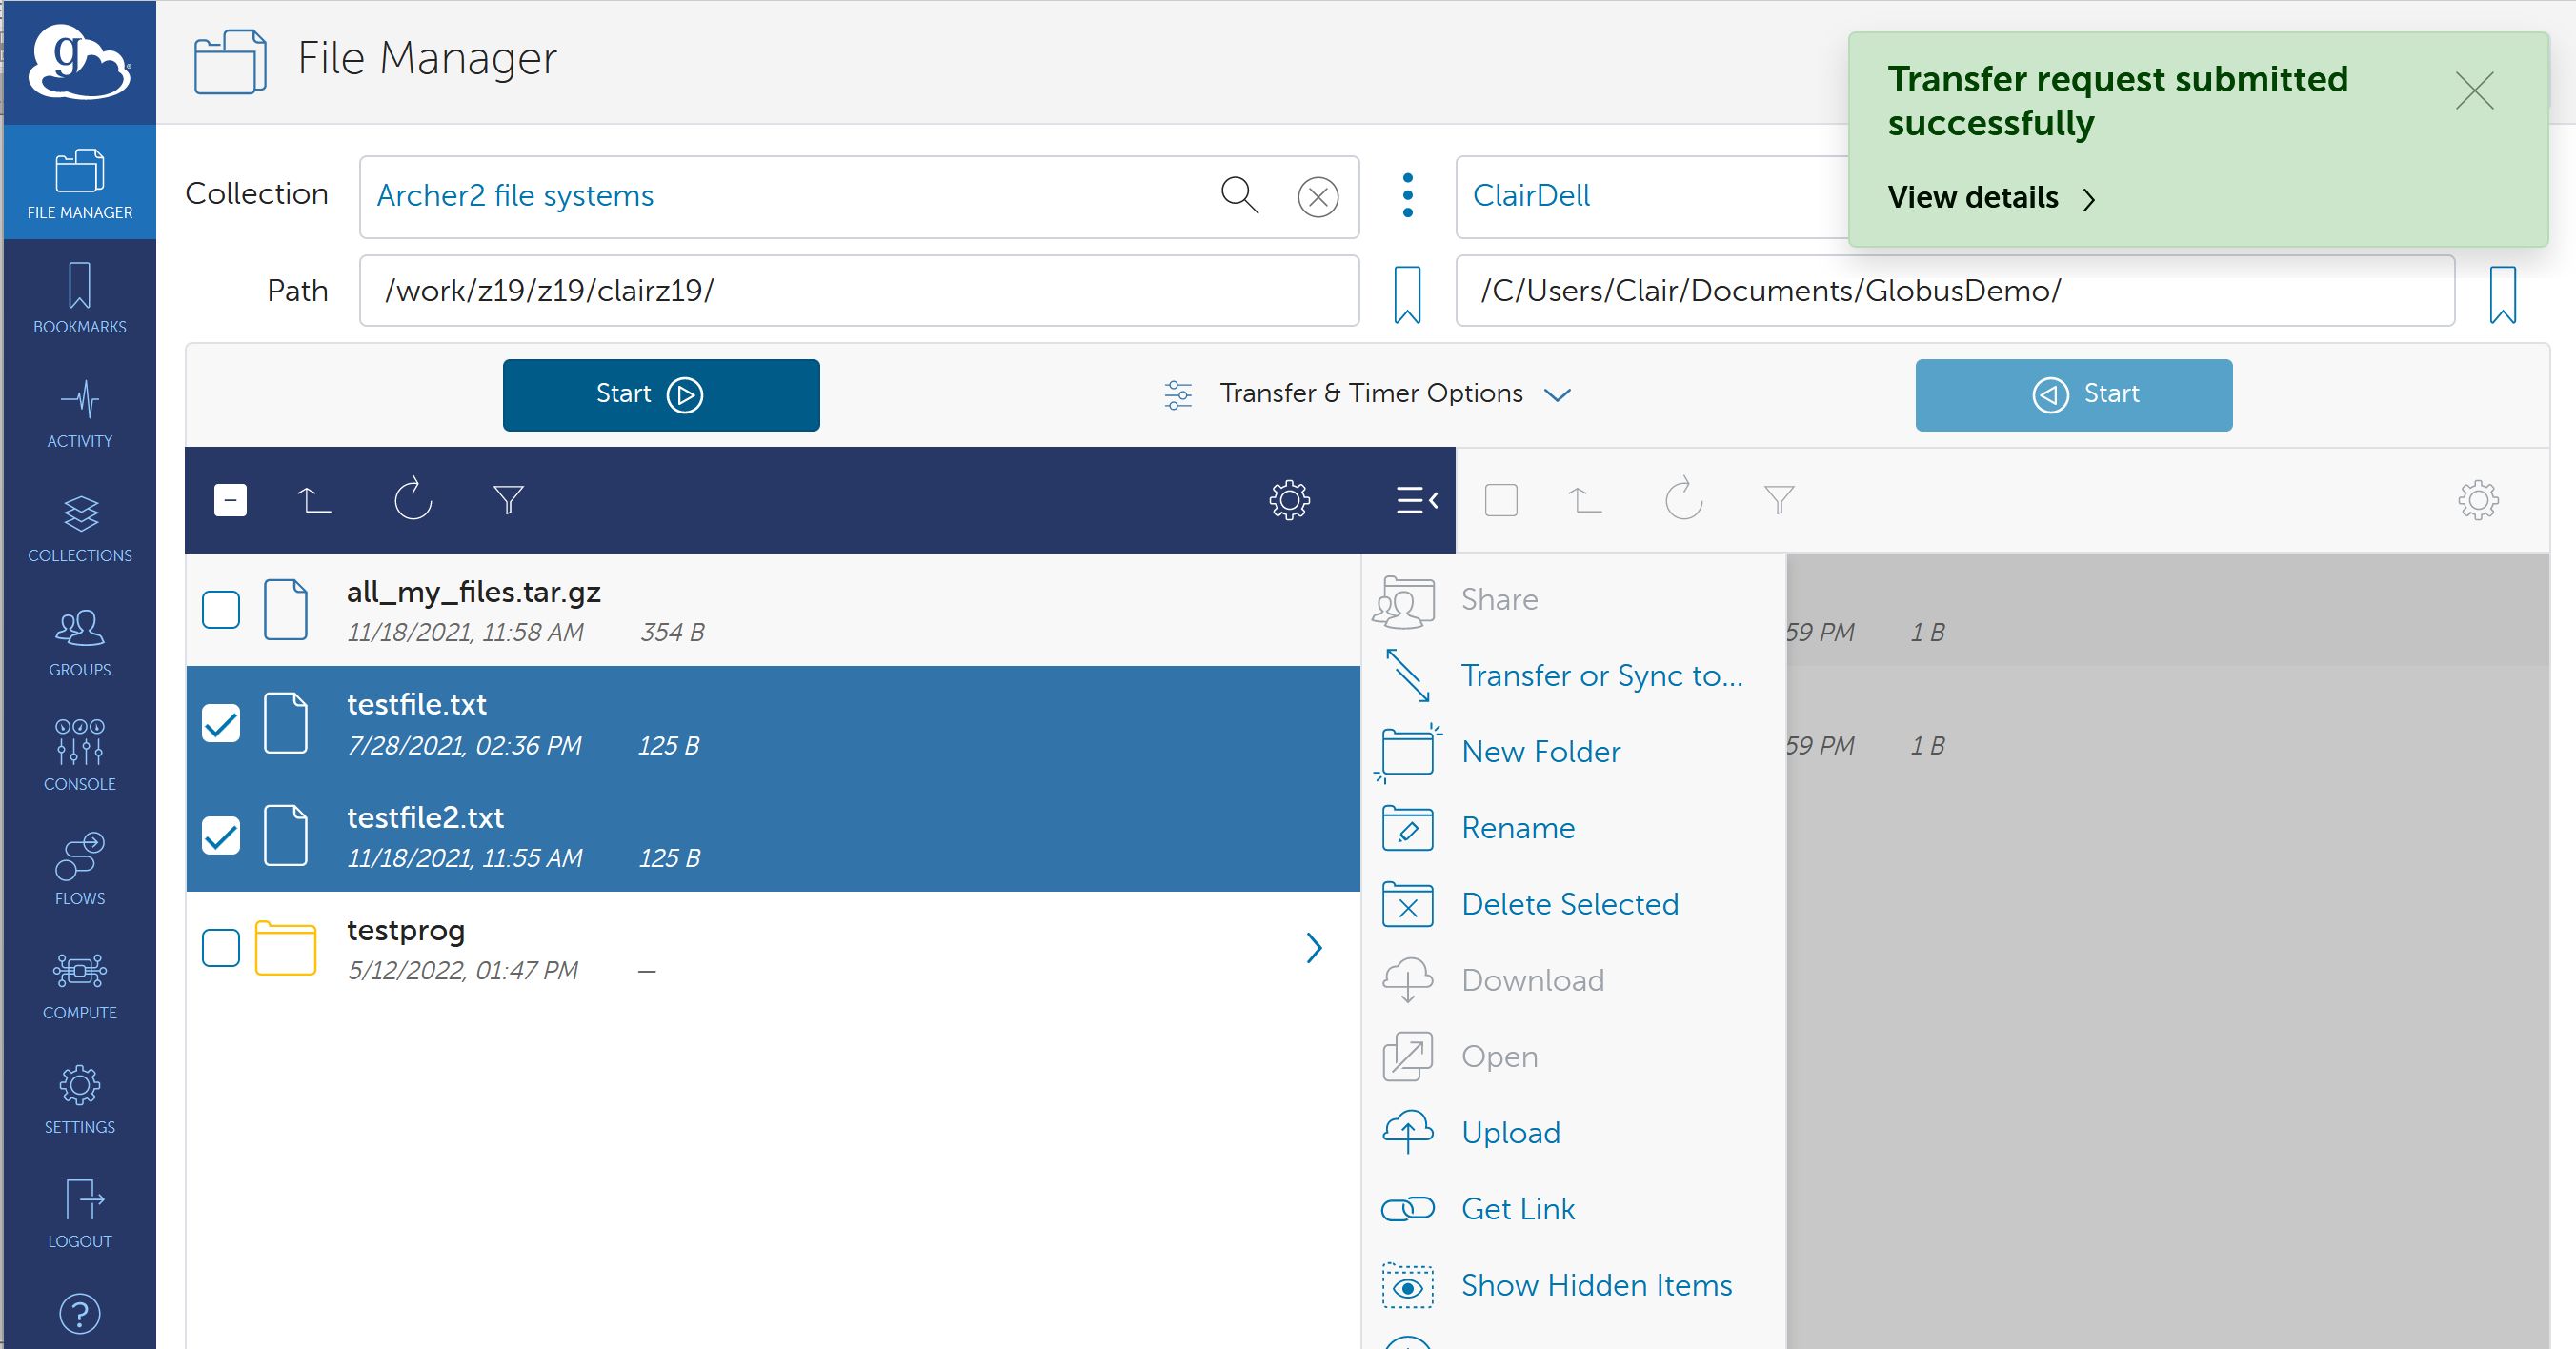 g
File Manager
Transfer request submitted
successfully
View details
FILE MANAGER
BOOKMARKS
ACTIVITY
COLLECTIONS
GROUPS
CONSOLE
FLOWS
COMPUTE
SETTINGS
LOGOUT
?
Collection
Archer2 file systems
ClairDell
Path
/work/z19/z19/clairz19/
/C/Users/Clair/Documents/GlobusDemo/
Start
Transfer & Timer Options
Start
all_my_files.tar.gz
11/18/2021, 11:58 AM 354 B
testfile.txt
7/28/2021, 02:36 PM 125 B
testfile2.txt
11/18/2021, 11:55 AM 125 B
testprog
5/12/2022, 01:47 PM —
Share
Transfer or Sync to...
New Folder
Rename
Delete Selected
Download
Open
Upload
Get Link
Show Hidden Items
59 PM 1 B
59 PM 1 B